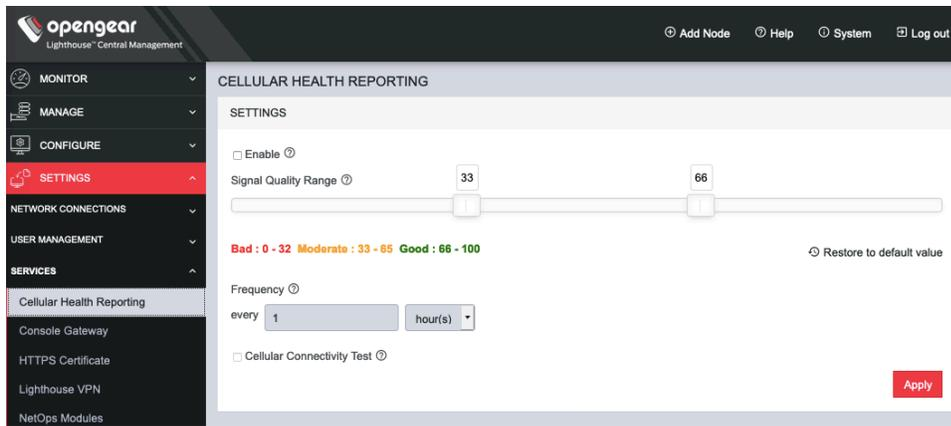 opengear
Lighthouse™ Central Management
Add Node Help System Log out
MONITOR
MANAGE
CONFIGURE
SETTINGS
NETWORK CONNECTIONS
USER MANAGEMENT
SERVICES
Cellular Health Reporting
Console Gateway
HTTPS Certificate
Lighthouse VPN
NetOps Modules
CELLULAR HEALTH REPORTING
SETTINGS
Enable
Signal Quality Range
33 66
Bad : 0 - 32 Moderate : 33 - 65 Good : 66 - 100
Restore to default value
Frequency
every 1 hour(s)
Cellular Connectivity Test
Apply